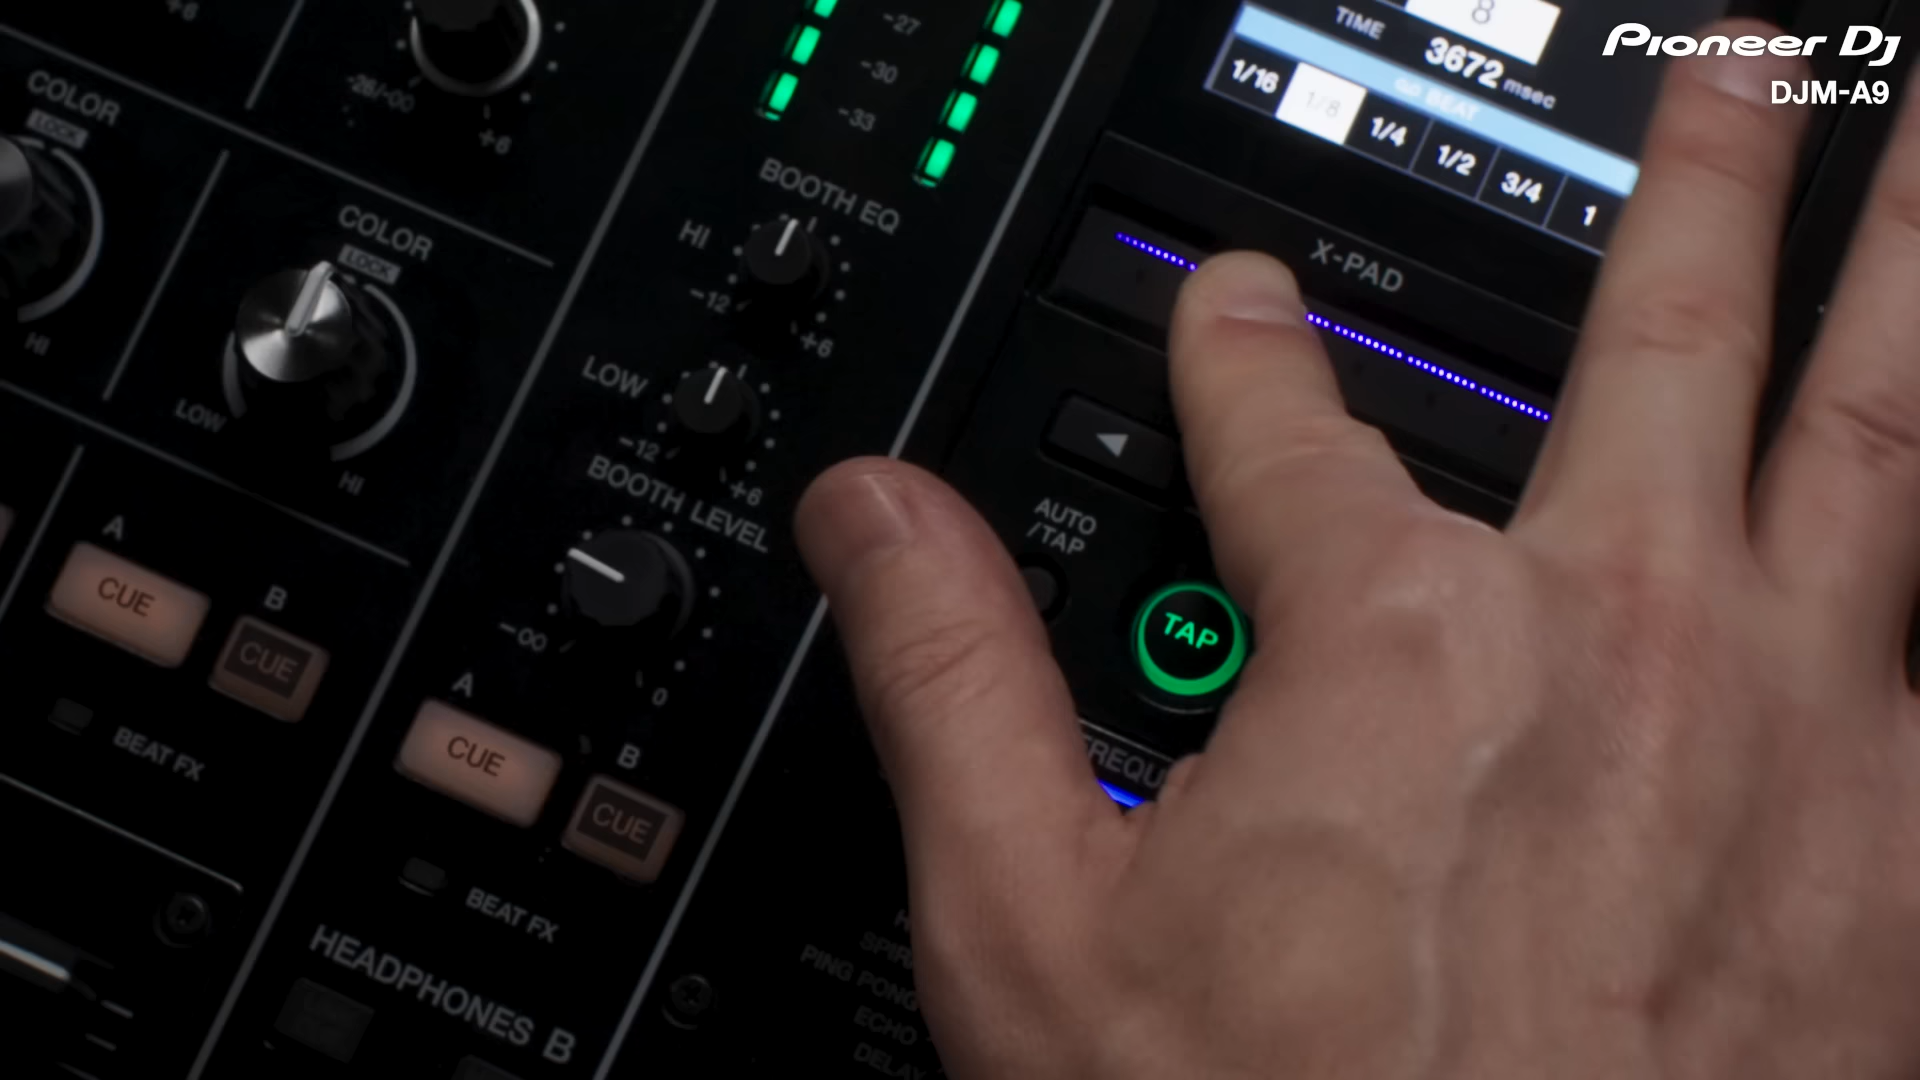 Pioneer Dj
DJM-A9
8
TIME
3672 msec
BEAT
1/16
1/8
1/4
1/2
3/4
1
X-PAD
-27
-30
-33
+6
-26/-∞
+6
COLOR
LOCK
HI
COLOR
LOCK
LOW
HI
BOOTH EQ
HI
-12
+6
LOW
-12
+6
BOOTH LEVEL
-∞
0
AUTO
/TAP
TAP
A
CUE
B
CUE
BEAT FX
A
CUE
B
CUE
BEAT FX
HEADPHONES B
PING PONG
ECHO
DELAY